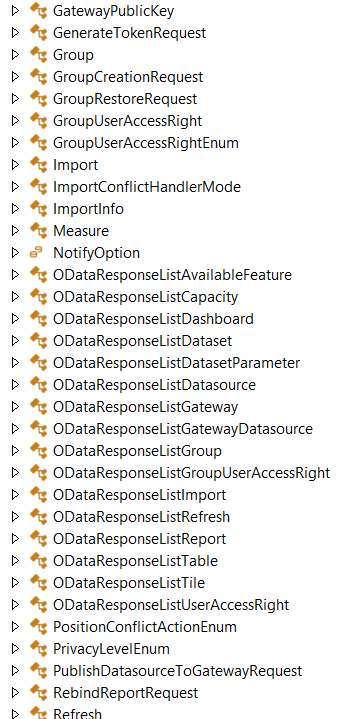 GatewayPublicKey
GenerateTokenRequest
Group
GroupCreationRequest
GroupRestoreRequest
GroupUserAccessRight
GroupUserAccessRightEnum
Import
ImportConflictHandlerMode
ImportInfo
Measure
NotifyOption
ODataResponseListAvailableFeature
ODataResponseListCapacity
ODataResponseListDashboard
ODataResponseListDataset
ODataResponseListDatasetParameter
ODataResponseListDatasource
ODataResponseListGateway
ODataResponseListGatewayDatasource
ODataResponseListGroup
ODataResponseListGroupUserAccessRight
ODataResponseListImport
ODataResponseListRefresh
ODataResponseListReport
ODataResponseListTable
ODataResponseListTile
ODataResponseListUserAccessRight
PositionConflictActionEnum
PrivacyLevelEnum
PublishDatasourceToGatewayRequest
RebindReportRequest
Refresh